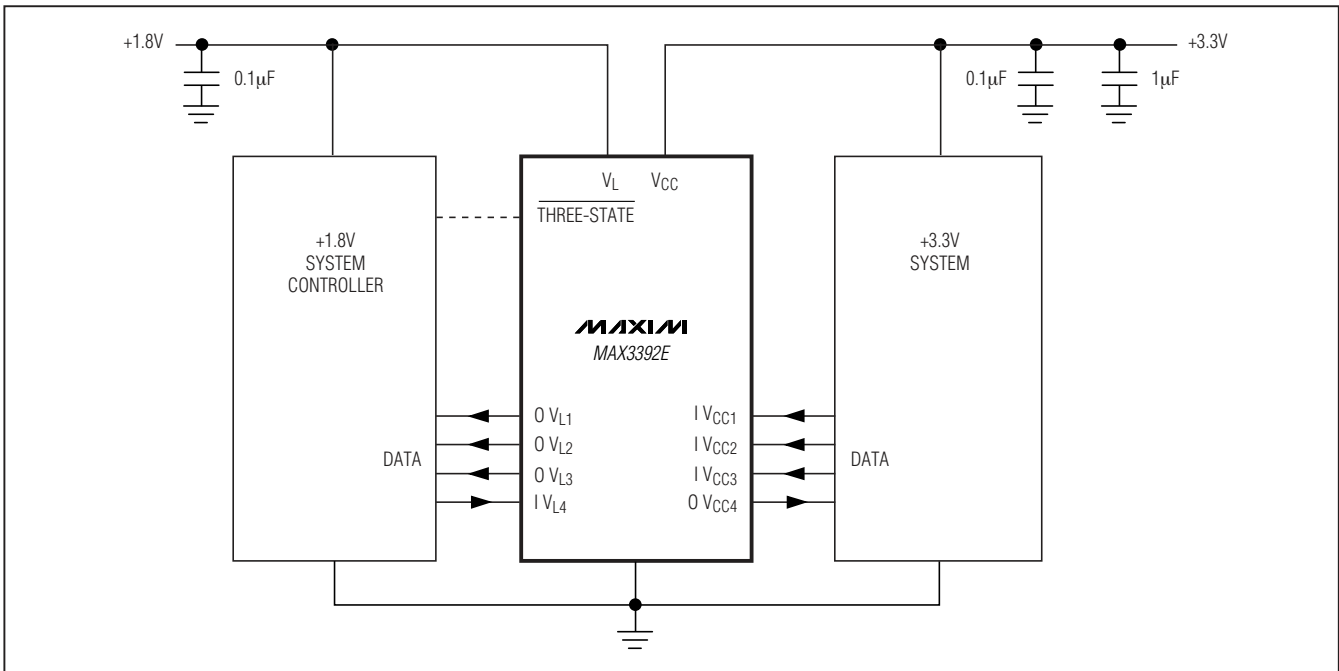 +1.8V
+3.3V
0.1µF
0.1µF
1µF
VL
VCC
THREE-STATE
+1.8V
SYSTEM
CONTROLLER
+3.3V
SYSTEM
MAXIM
MAX3392E
O VL1
I VCC1
O VL2
I VCC2
DATA
DATA
O VL3
I VCC3
I VL4
O VCC4